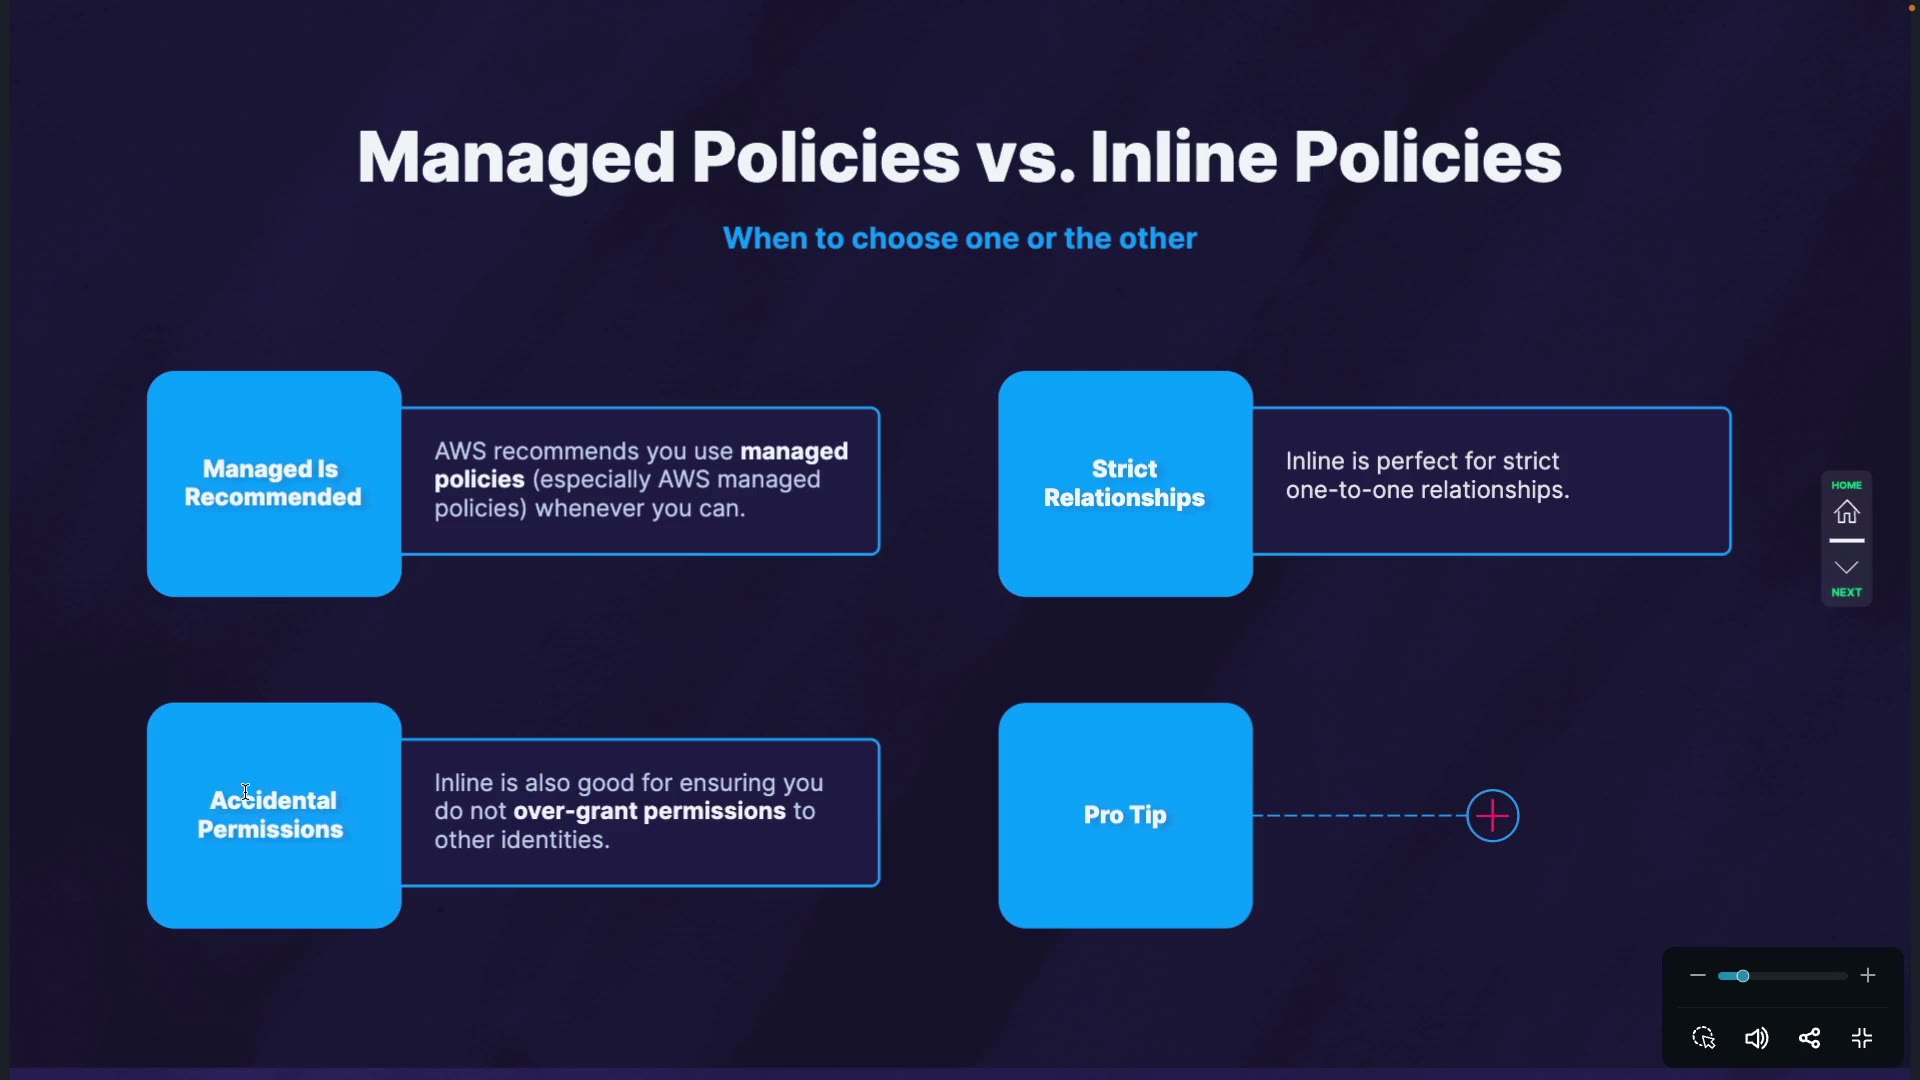 Managed Policies vs. Inline Policies
When to choose one or the other
Managed Is
Recommended
AWS recommends you use managed
policies (especially AWS managed
policies) whenever you can.
Strict
Relationships
Inline is perfect for strict
one-to-one relationships.
HOME
NEXT
Accidental
Permissions
Inline is also good for ensuring you
do not over-grant permissions to
other identities.
Pro Tip